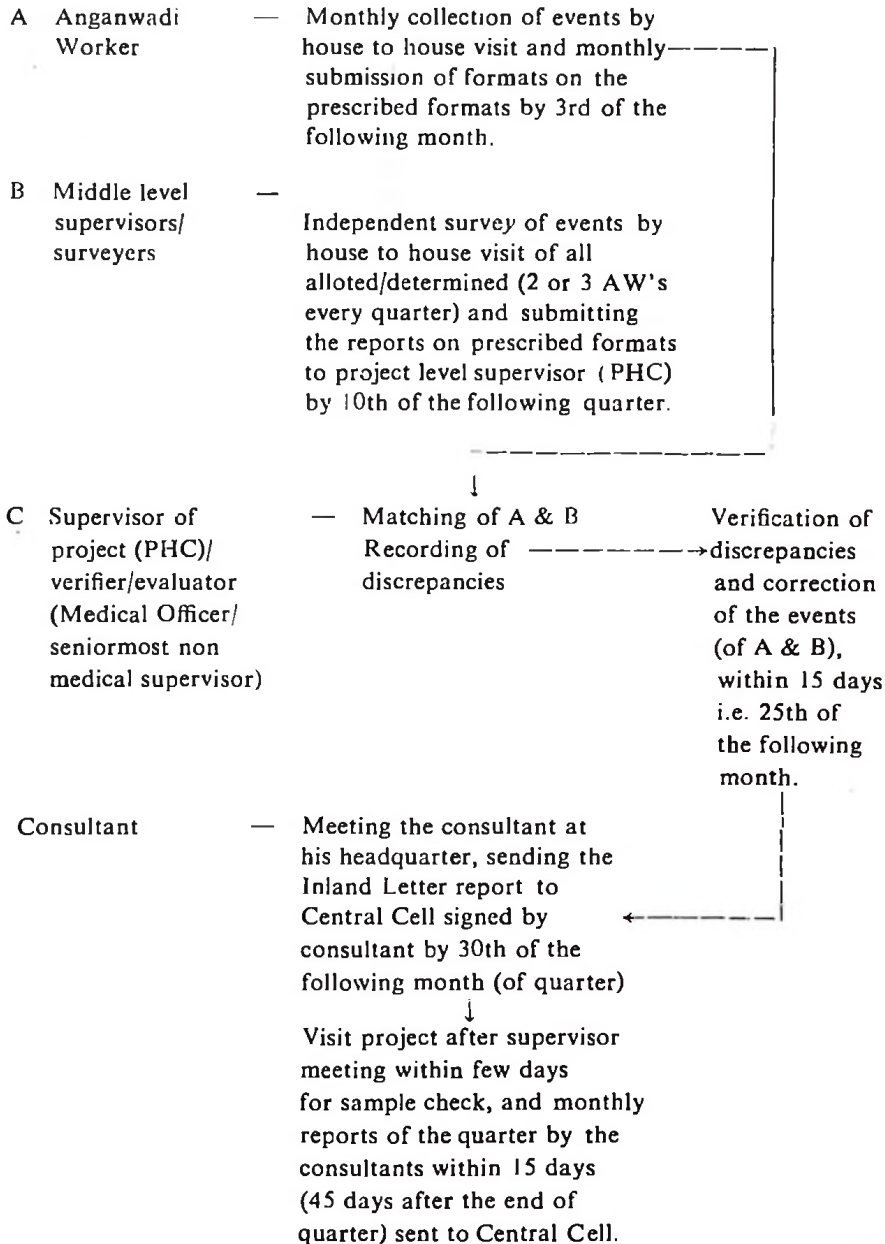 A Anganwadi Worker — Monthly collection of events by
house to house visit and monthly
submission of formats on the
prescribed formats by 3rd of the
following month.
B Middle level supervisors/ surveyers —
Independent survey of events by
house to house visit of all
alloted/determined (2 or 3 AW's
every quarter) and submitting
the reports on prescribed formats
to project level supervisor (PHC)
by 10th of the following quarter.
C Supervisor of
project (PHC)/
verifier/evaluator
(Medical Officer/
seniormost non
medical supervisor)
— Matching of A & B
Recording of
discrepancies
Verification of
discrepancies
and correction
of the events
(of A & B),
within 15 days
i.e. 25th of
the following
month.
Consultant — Meeting the consultant at
his headquarter, sending the
Inland Letter report to
Central Cell signed by
consultant by 30th of the
following month (of quarter)
Visit project after supervisor
meeting within few days
for sample check, and monthly
reports of the quarter by the
consultants within 15 days
(45 days after the end of
quarter) sent to Central Cell.